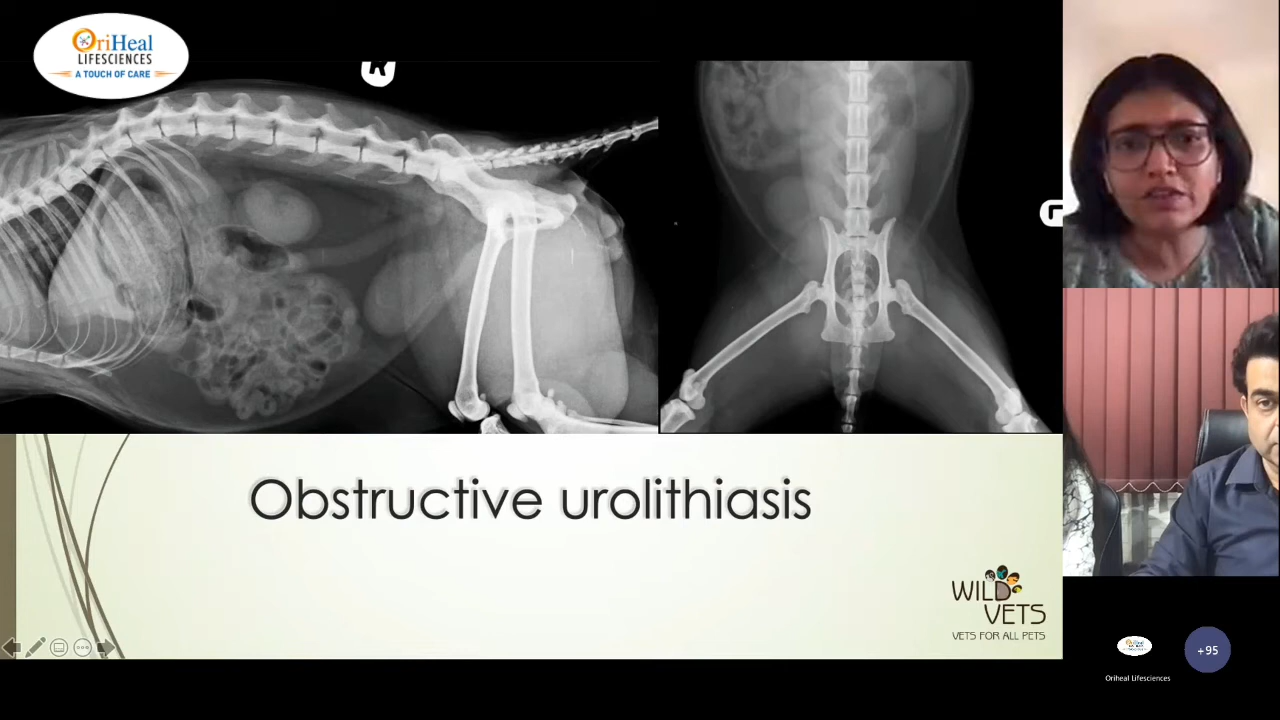 OriHeal
LIFESCIENCES
A TOUCH OF CARE
R
Obstructive urolithiasis
WILD
VETS
VETS FOR ALL PETS
+95
Oriheal Lifesciences